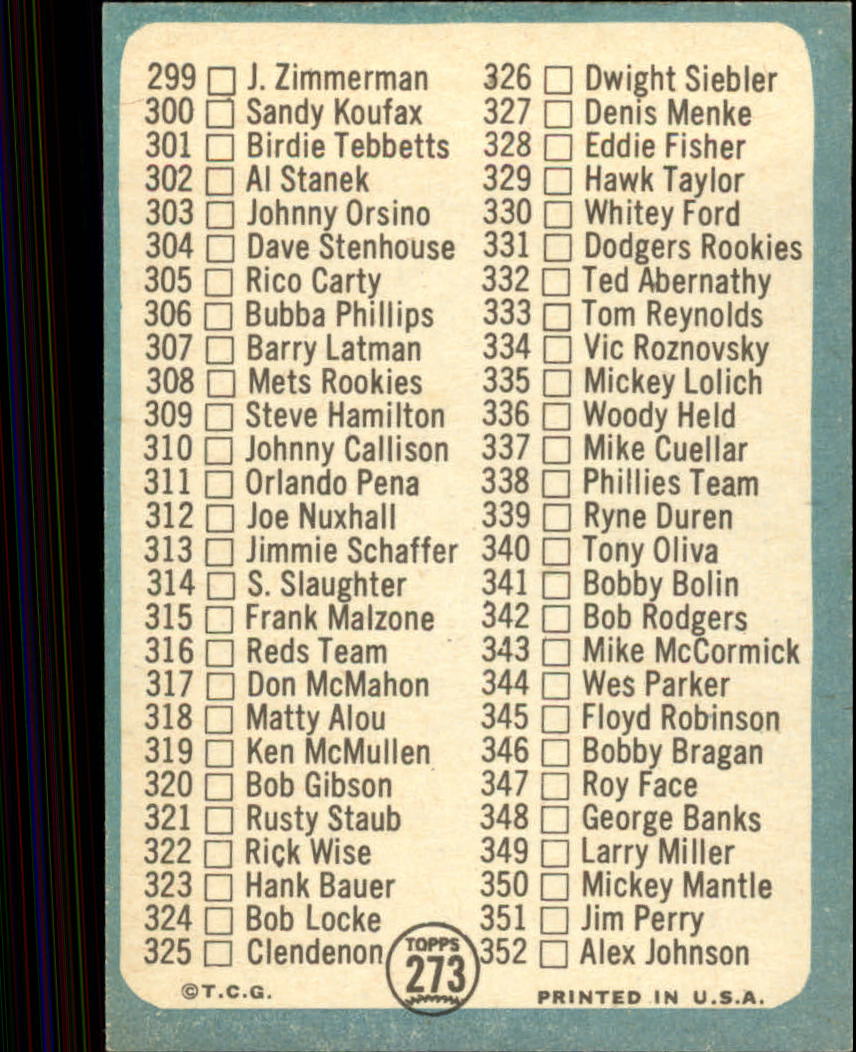 299 J. Zimmerman
300 Sandy Koufax
301 Birdie Tebbetts
302 Al Stanek
303 Johnny Orsino
304 Dave Stenhouse
305 Rico Carty
306 Bubba Phillips
307 Barry Latman
308 Mets Rookies
309 Steve Hamilton
310 Johnny Callison
311 Orlando Pena
312 Joe Nuxhall
313 Jimmie Schaffer
314 S. Slaughter
315 Frank Malzone
316 Reds Team
317 Don McMahon
318 Matty Alou
319 Ken McMullen
320 Bob Gibson
321 Rusty Staub
322 Rick Wise
323 Hank Bauer
324 Bob Locke
325 Clendenon
326 Dwight Siebler
327 Denis Menke
328 Eddie Fisher
329 Hawk Taylor
330 Whitey Ford
331 Dodgers Rookies
332 Ted Abernathy
333 Tom Reynolds
334 Vic Roznovsky
335 Mickey Lolich
336 Woody Held
337 Mike Cuellar
338 Phillies Team
339 Ryne Duren
340 Tony Oliva
341 Bobby Bolin
342 Bob Rodgers
343 Mike McCormick
344 Wes Parker
345 Floyd Robinson
346 Bobby Bragan
347 Roy Face
348 George Banks
349 Larry Miller
350 Mickey Mantle
351 Jim Perry
352 Alex Johnson
TOPPS
273
©T.C.G.
PRINTED IN U.S.A.